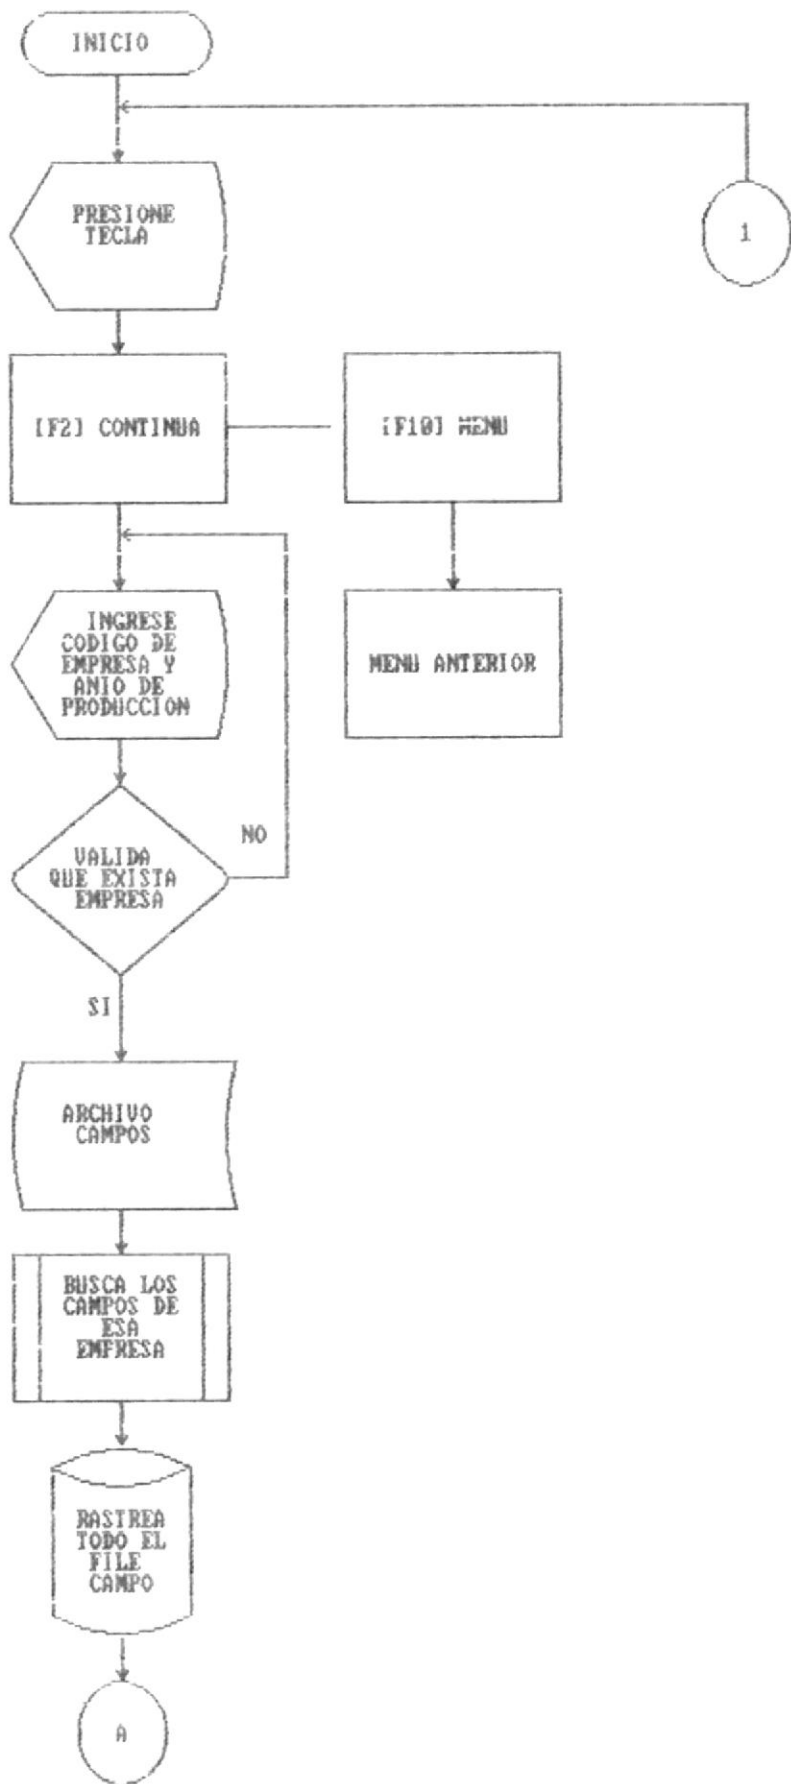 INICIO
PRESIONE
TECLA
1
[F2] CONTINUA
[F10] MENU
INGRESE
CODIGO DE
EMPRESA Y
ANIO DE
PRODUCCION
MENU ANTERIOR
NO
VALIDA
QUE EXISTA
EMPRESA
SI
ARCHIVO
CAMPOS
BUSCA LOS
CAMPOS DE
ESA
EMPRESA
RASTREA
TODO EL
FILE
CAMPO
A